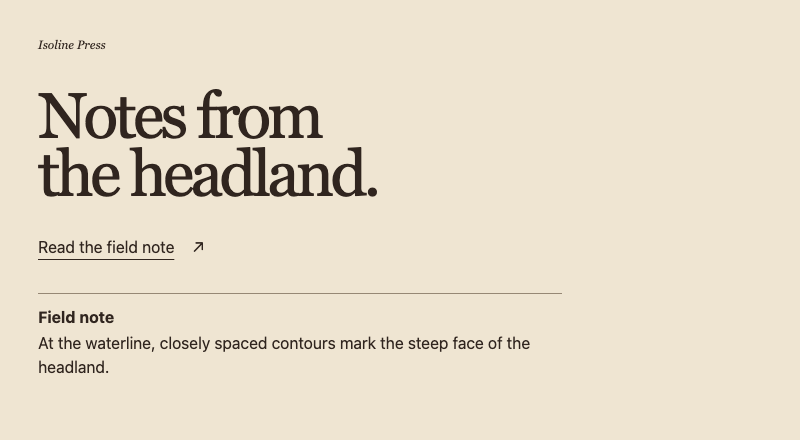 Isoline Press
Notes from
the headland.
Read the field note ↗
Field note
At the waterline, closely spaced contours mark the steep face of the
headland.